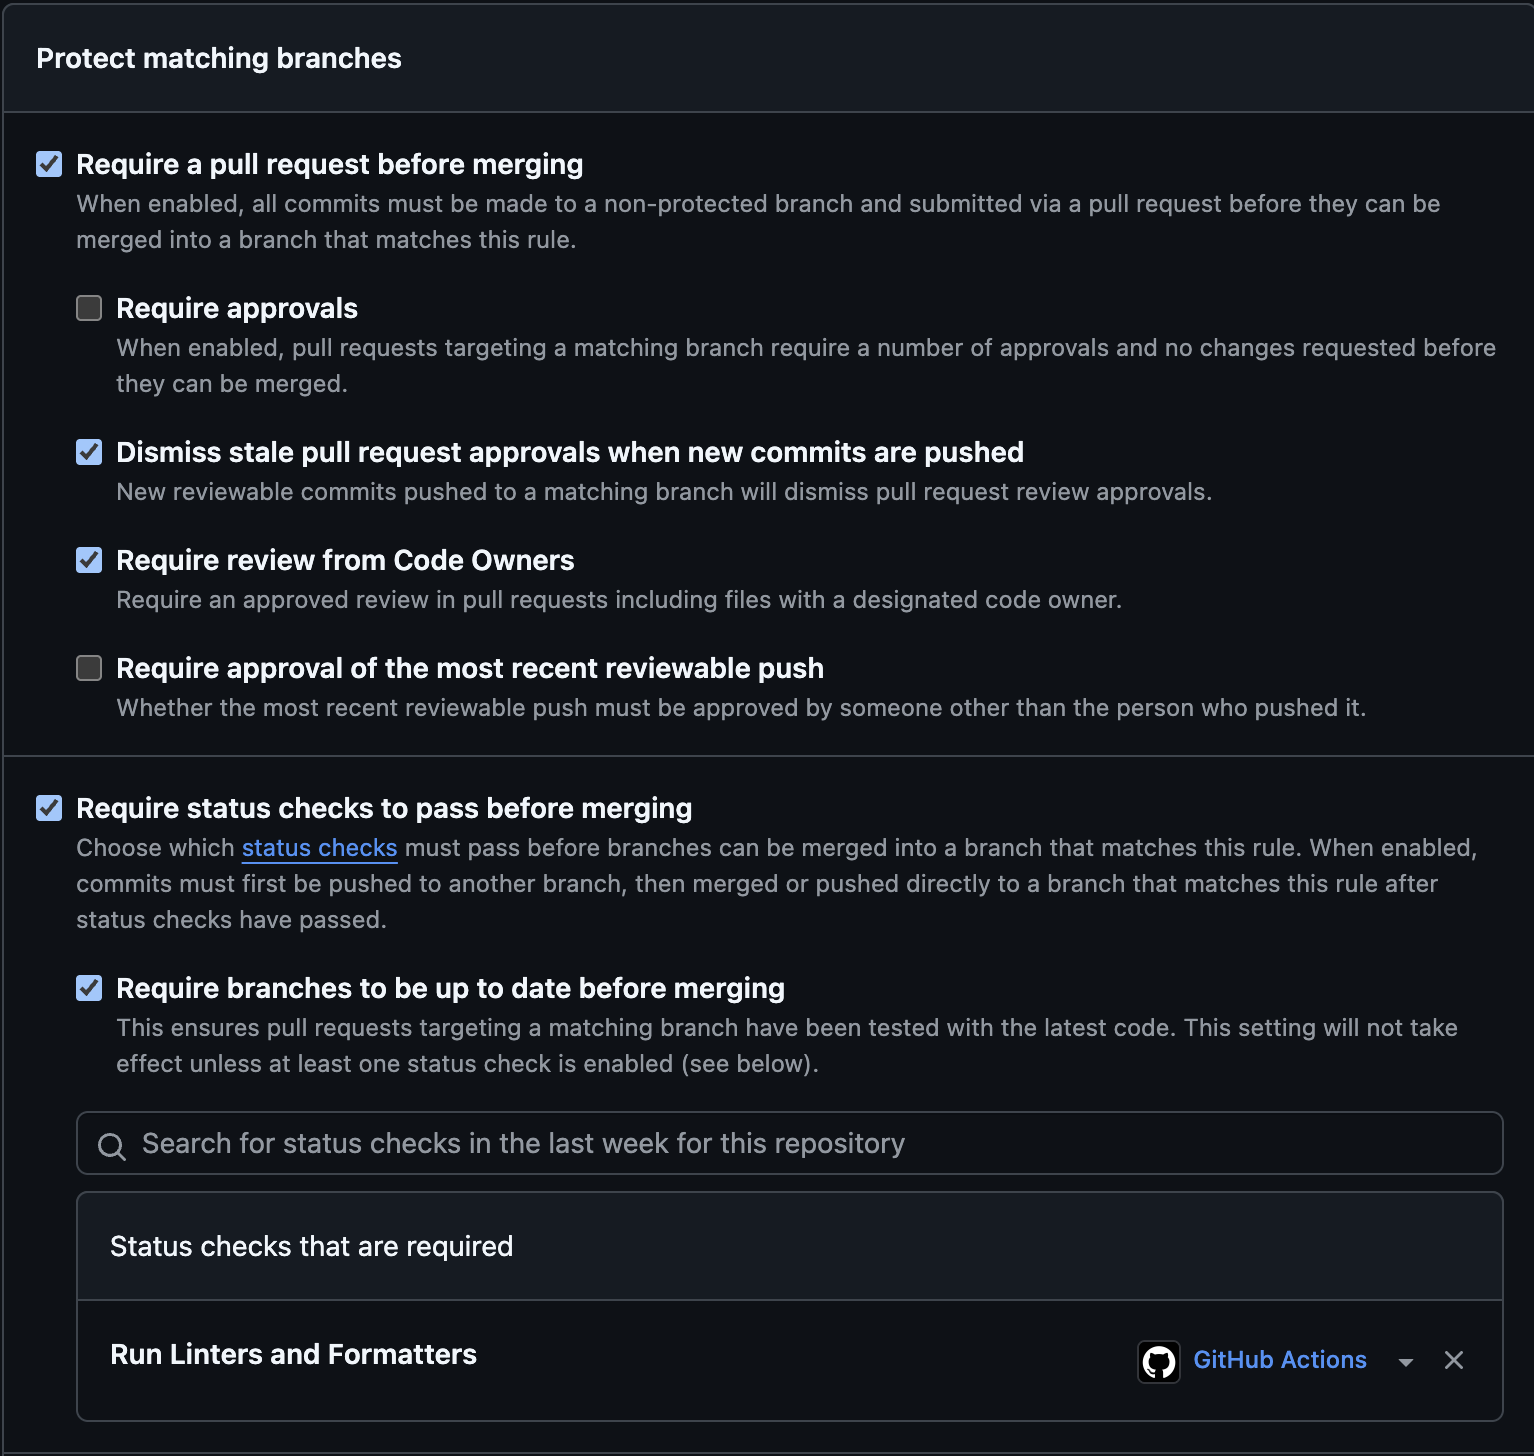 Protect matching branches
Require a pull request before merging
When enabled, all commits must be made to a non-protected branch and submitted via a pull request before they can be
merged into a branch that matches this rule.
Require approvals
When enabled, pull requests targeting a matching branch require a number of approvals and no changes requested before
they can be merged.
Dismiss stale pull request approvals when new commits are pushed
New reviewable commits pushed to a matching branch will dismiss pull request review approvals.
Require review from Code Owners
Require an approved review in pull requests including files with a designated code owner.
Require approval of the most recent reviewable push
Whether the most recent reviewable push must be approved by someone other than the person who pushed it.
Require status checks to pass before merging
Choose which status checks must pass before branches can be merged into a branch that matches this rule. When enabled,
commits must first be pushed to another branch, then merged or pushed directly to a branch that matches this rule after
status checks have passed.
Require branches to be up to date before merging
This ensures pull requests targeting a matching branch have been tested with the latest code. This setting will not take
effect unless at least one status check is enabled (see below).
Search for status checks in the last week for this repository
Status checks that are required
Run Linters and Formatters GitHub Actions